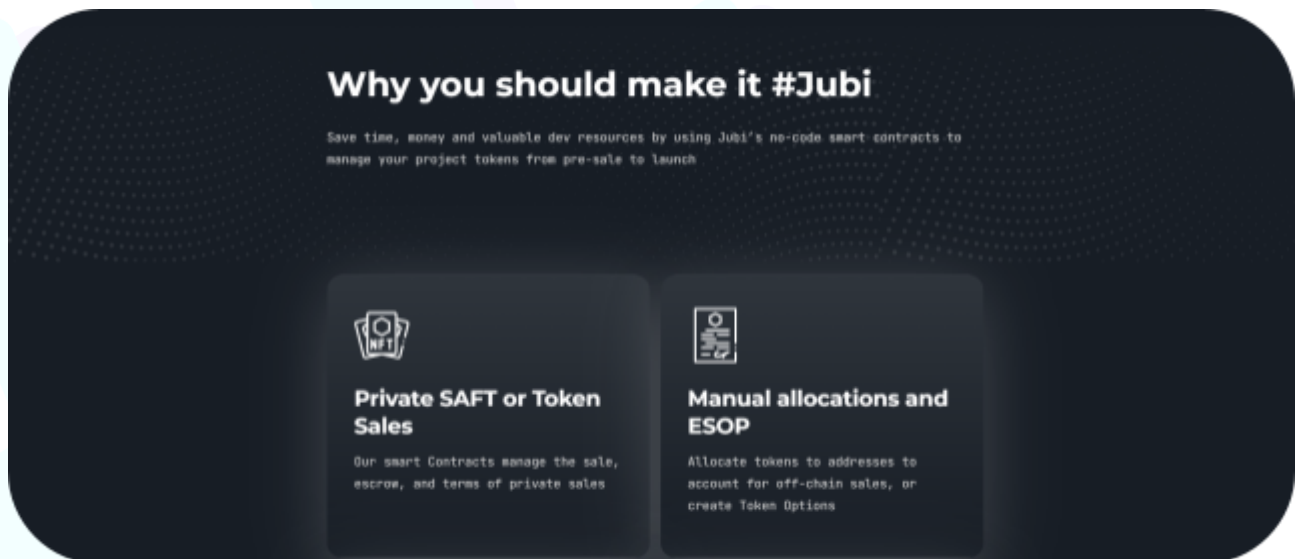 Why you should make it #Jubi
Save time, money and valuable dev resources by using Jubi's no-code smart contracts to
manage your project tokens from pre-sale to launch
NFT
Private SAFT or Token
Sales
Our smart Contracts manage the sale,
escrow, and terms of private sales
Manual allocations and
ESOP
Allocate tokens to addresses to
account for off-chain sales, or
create Token Options